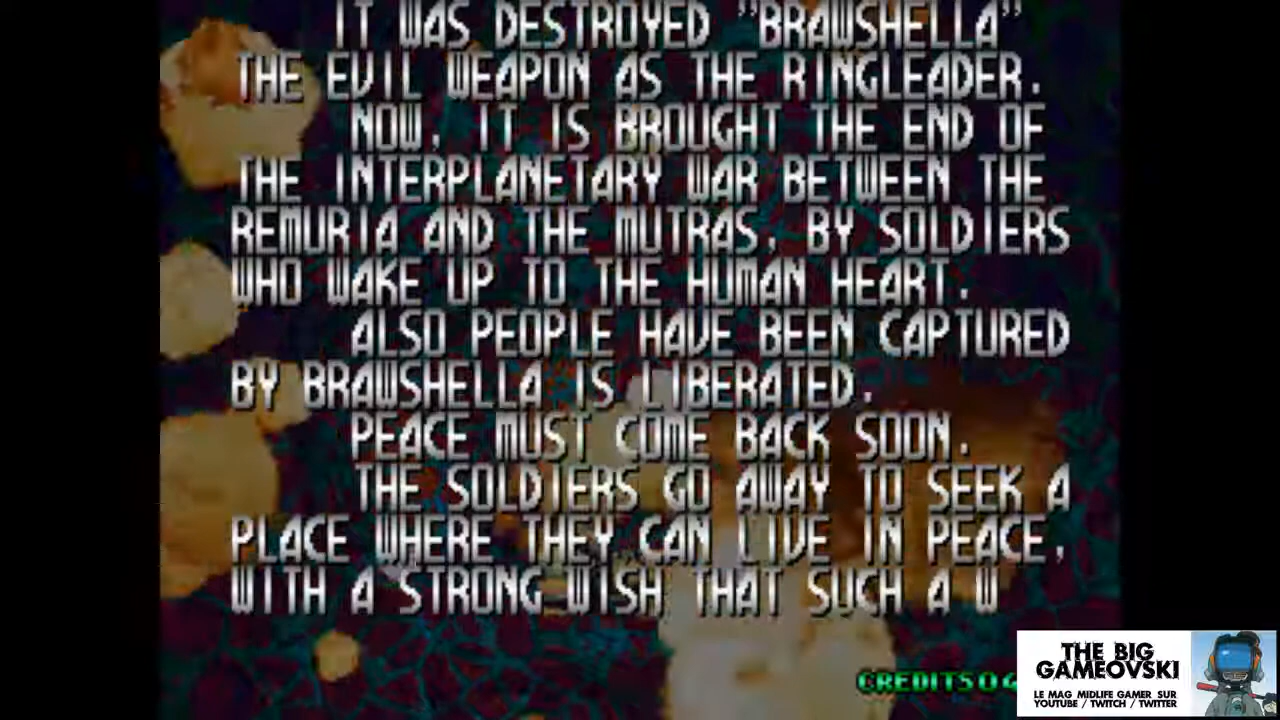 IT WAS DESTROYED "BRAWSHELLA"
THE EVIL WEAPON AS THE RINGLEADER.
NOW, IT IS BROUGHT THE END OF
THE INTERPLANETARY WAR BETWEEN THE
REMURIA AND THE MUTRAS, BY SOLDIERS
WHO WAKE UP TO THE HUMAN HEART.
ALSO PEOPLE HAVE BEEN CAPTURED
BY BRAWSHELLA IS LIBERATED.
PEACE MUST COME BACK SOON.
THE SOLDIERS GO AWAY TO SEEK A
PLACE WHERE THEY CAN LIVE IN PEACE,
WITH A STRONG WISH THAT SUCH A W
CREDITS 04
THE BIG
GAMEOVSKI
LE MAG MIDLIFE GAMER SUR
YOUTUBE / TWITCH / TWITTER